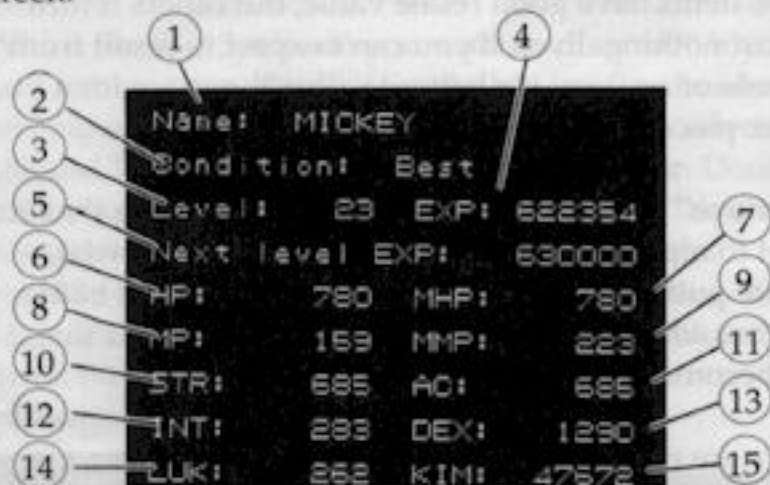 1 4
2 Name: MICKEY
3 Condition: Best
5 Level: 23 EXP: 622354
6 Next level EXP: 630000 7
8 HP: 780 MHP: 780 9
10 MP: 159 MMP: 223 11
12 STR: 685 AC: 685 13
14 INT: 283 DEX: 1290 15
LUK: 262 KIM: 47672